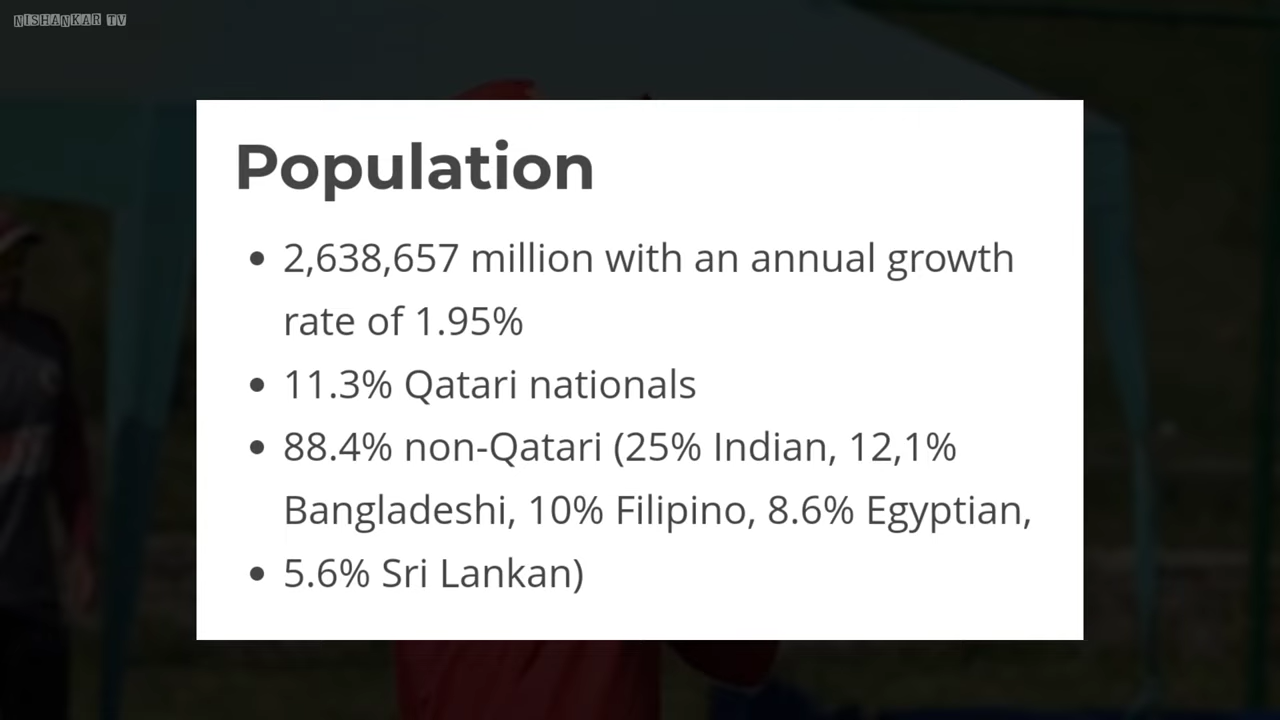 NISHANKAR TV
Population
• 2,638,657 million with an annual growth
rate of 1.95%
• 11.3% Qatari nationals
• 88.4% non-Qatari (25% Indian, 12,1%
Bangladeshi, 10% Filipino, 8.6% Egyptian,
• 5.6% Sri Lankan)